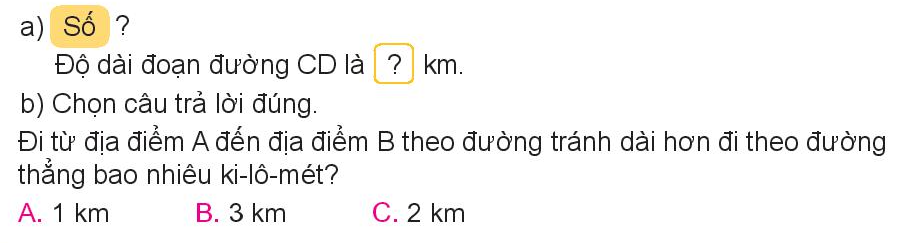 a) Số ?
Độ dài đoạn đường CD là ? km.
b) Chọn câu trả lời đúng.
Đi từ địa điểm A đến địa điểm B theo đường tránh dài hơn đi theo đường
thẳng bao nhiêu ki-lô-mét?
A. 1 km B. 3 km C. 2 km